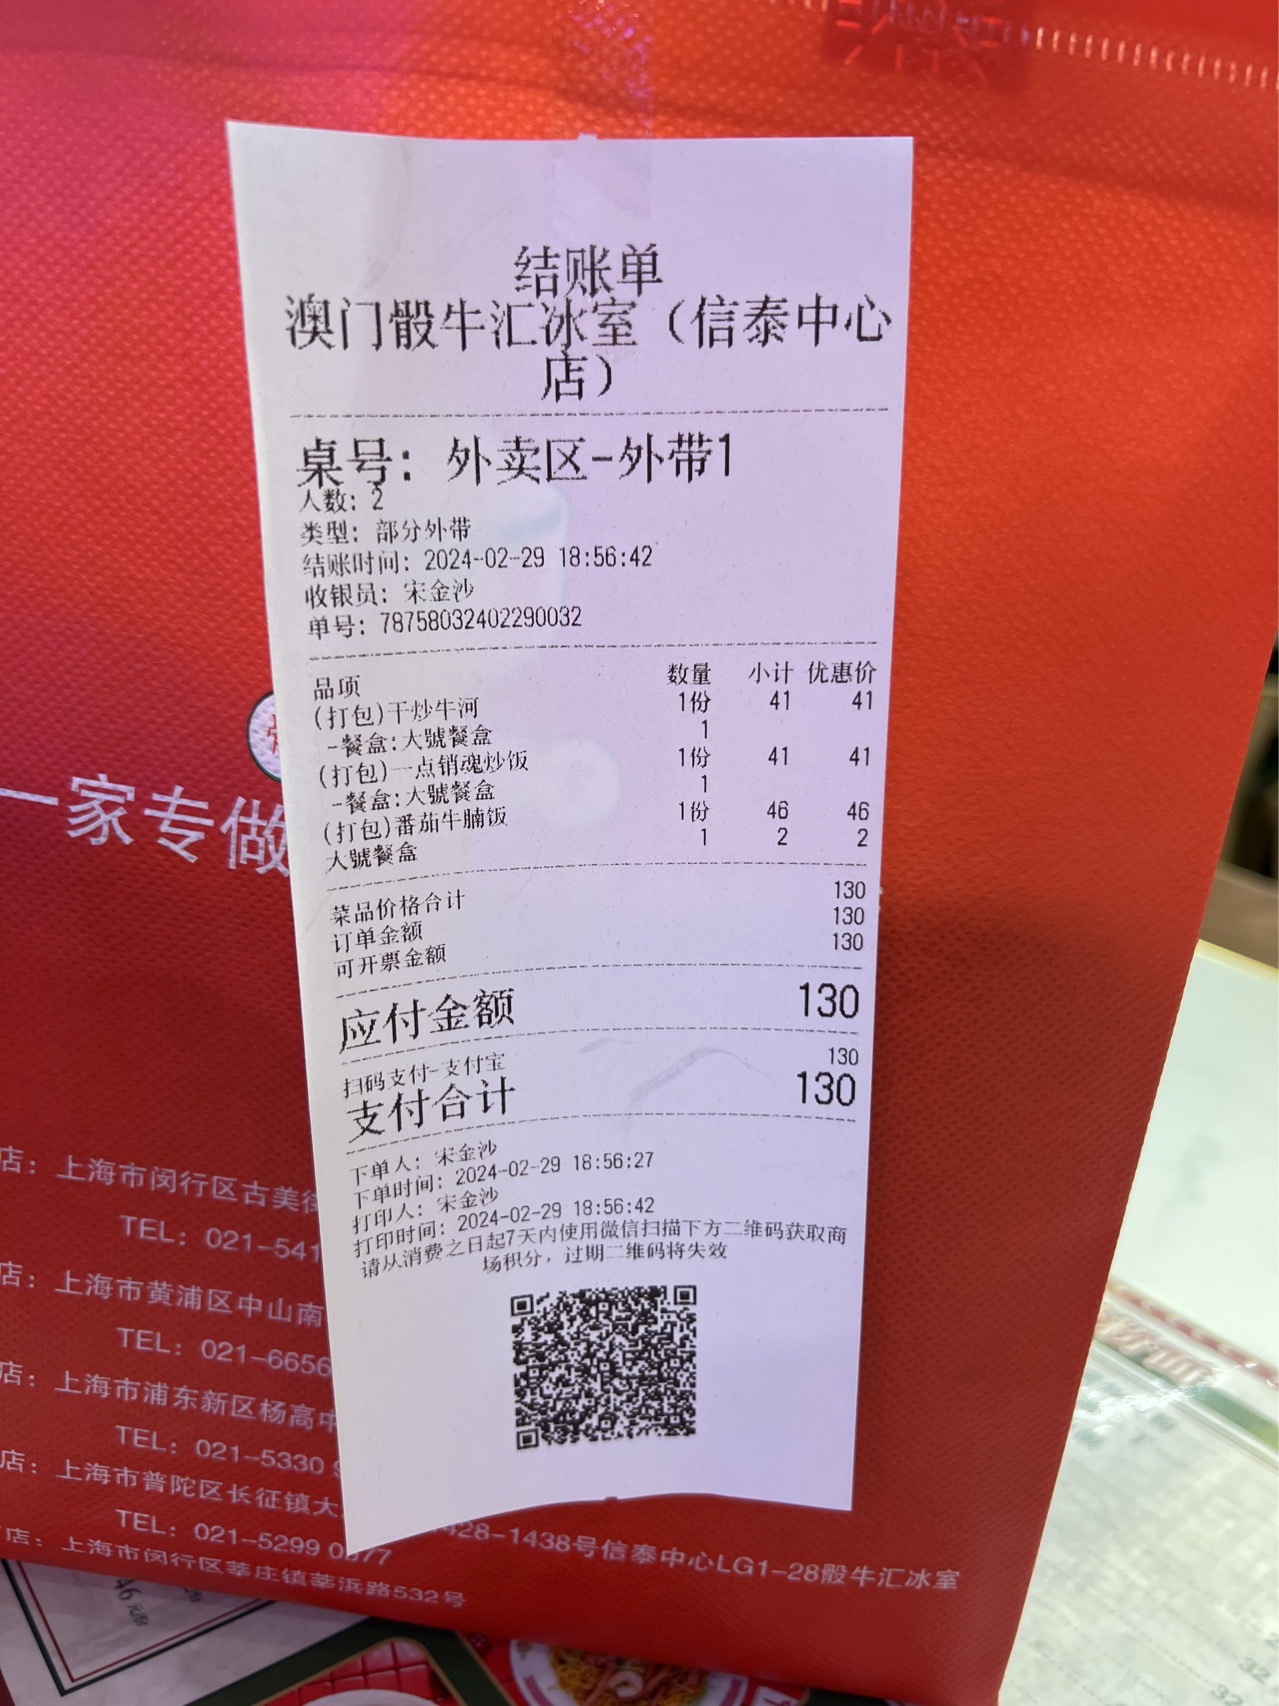 结账单
澳门骰牛汇冰室（信泰中心
店）
桌号：外卖区-外带1
人数：2
类型：部分外带
结账时间：2024-02-29 18:56:42
收银员：宋金沙
单号：78758032402290032
品项 数量 小计 优惠价
(打包)干炒牛河 1份 41 41
-餐盒:大號餐盒 1
(打包)一点销魂炒饭 1份 41 41
-餐盒:大號餐盒 1
(打包)番茄牛腩饭 1份 46 46
大號餐盒 1 2 2
菜品价格合计 130
订单金额 130
可开票金额 130
应付金额 130
扫码支付-支付宝 130
支付合计 130
下单人：宋金沙
下单时间：2024-02-29 18:56:27
打印人：宋金沙
打印时间：2024-02-29 18:56:42
请从消费之日起7天内使用微信扫描下方二维码获取商
场积分，过期二维码将失效
一家专做
店：上海市闵行区古美街
TEL：021-541
店：上海市黄浦区中山南
TEL：021-6656
店：上海市浦东新区杨高中
TEL：021-5330
店：上海市普陀区长征镇大 428-1438号信泰中心LG1-28骰牛汇冰室
TEL：021-5299 0877
店：上海市闵行区莘庄镇莘浜路532号